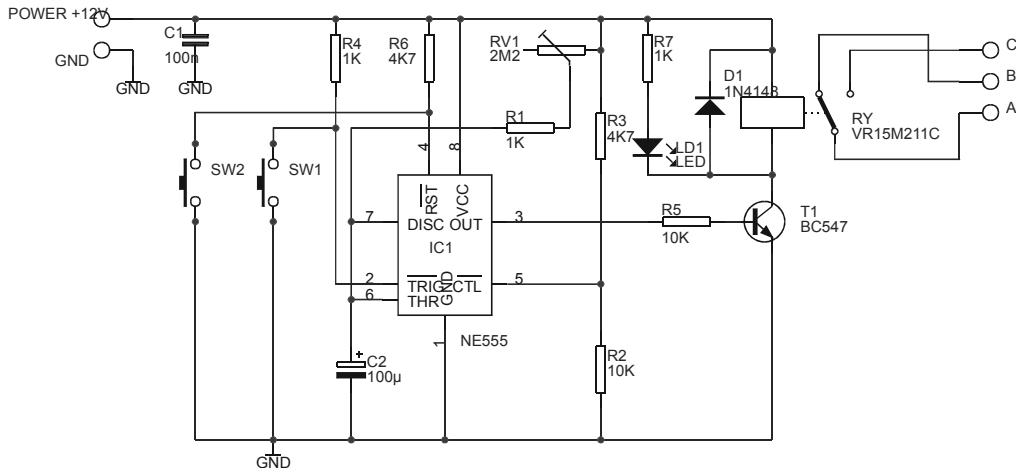 POWER +12V
GND
GND
C1
100n
GND
R4
1K
R6
4K7
RV1
2M2
R7
1K
D1
1N4148
C
B
A
RY
VR15M211C
R1
1K
R3
4K7
LD1
LED
SW2
SW1
4
8
RST
VCC
7
DISC
OUT
3
IC1
R5
10K
T1
BC547
2
TRIG
GND
CTL
5
6
THR
1
NE555
C2
+
100µ
R2
10K
GND